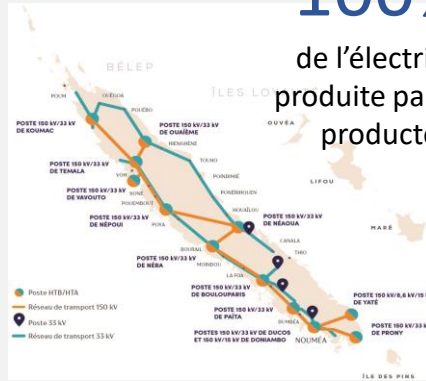 100%
de l’électri
produite pa
product
BÉLEP
ÎLES LO
OUVÉA
LIFOU
MARÉ
ÎLE DES PINS
POUM
OUÉGOA
POUÉBO
POSTE 150 kV/33 kV
DE KOUMAC
POSTE 150 kV/33 kV
DE OUAÏÈME
HIENGHÈNE
POSTE 150 kV/33 kV
DE TEMALA
TOUHO
VOH
POSTE 150 kV/33 kV
DE VAVOUTO
KONÉ
POINDIMIÉ
POUEMBOUT
PONÉRIHOUEN
POSTE 150 kV/33 kV
DE NÉPOUI
POYA
HOUAÏLOU
POSTE 150 kV/33 kV
DE NÉAOUA
BOURAIL
CANALA
THIO
POSTE 150 kV/33 kV
DE NÉRA
MOINDOU
LA FOA
POSTE 150 kV/33 kV
DE BOULOUPARIS
POSTE 150 kV/33 kV
DE PAÏTA
DUMBÉA
POSTES 150 kV/33 kV DE DUCOS
ET 150 kV/15 kV DE DONIAMBO
NOUMÉA
POSTE 150 kV/6,6 kV/15
DE YATÉ
POSTE 150 kV/33 k
DE PRONY
Poste HTB/HTA
Réseau de transport 150 kV
Poste 33 kV
Réseau de transport 33 kV